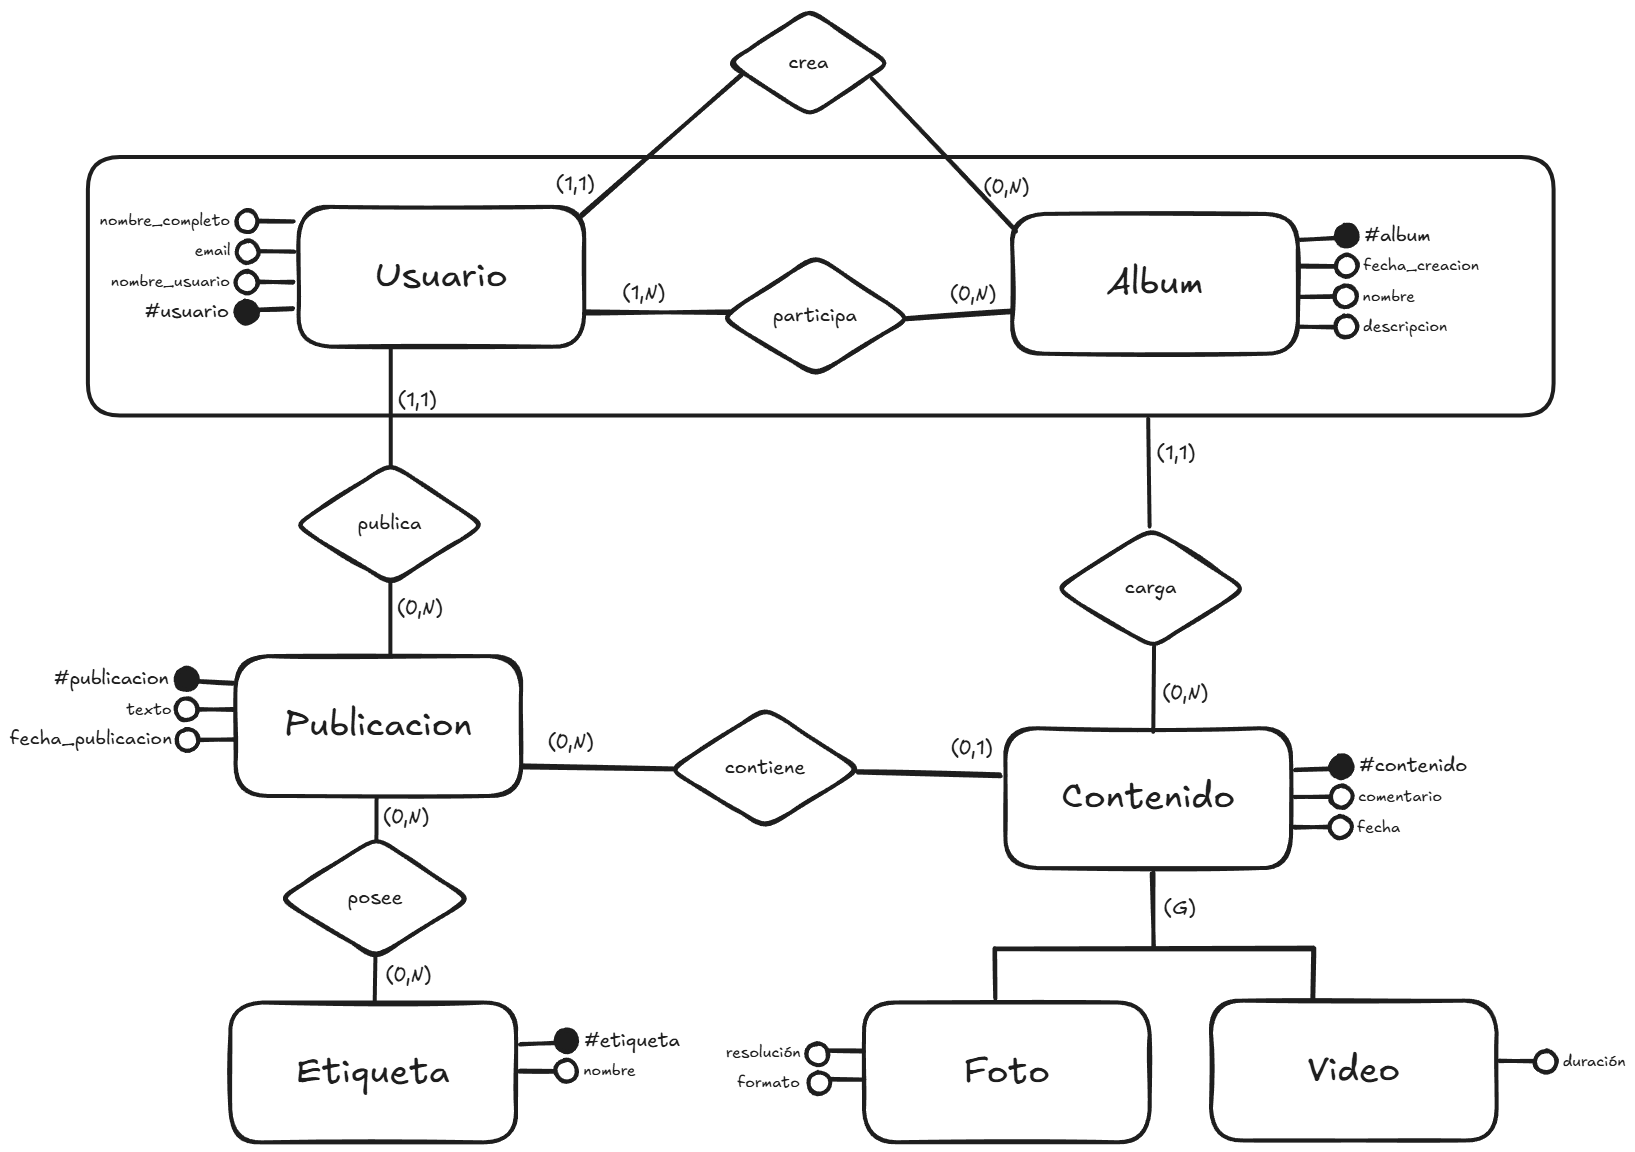 crea
(1,1)
(0,N)
nombre_completo
email
nombre_usuario
#usuario
Usuario
(1,N)
participa
(0,N)
Album
#album
fecha_creacion
nombre
descripcion
(1,1)
(1,1)
publica
carga
(0,N)
(0,N)
#publicacion
texto
fecha_publicacion
Publicacion
(0,N)
contiene
(0,1)
Contenido
#contenido
comentario
fecha
(0,N)
posee
(G)
(0,N)
Etiqueta
#etiqueta
nombre
resolución
formato
Foto
Video
duración